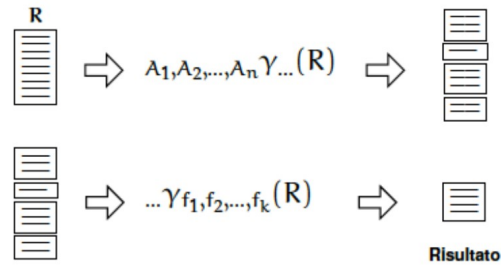 R
A₁,A₂,...,Aₙγ...(R)
...γf₁,f₂,...,fₖ(R)
Risultato